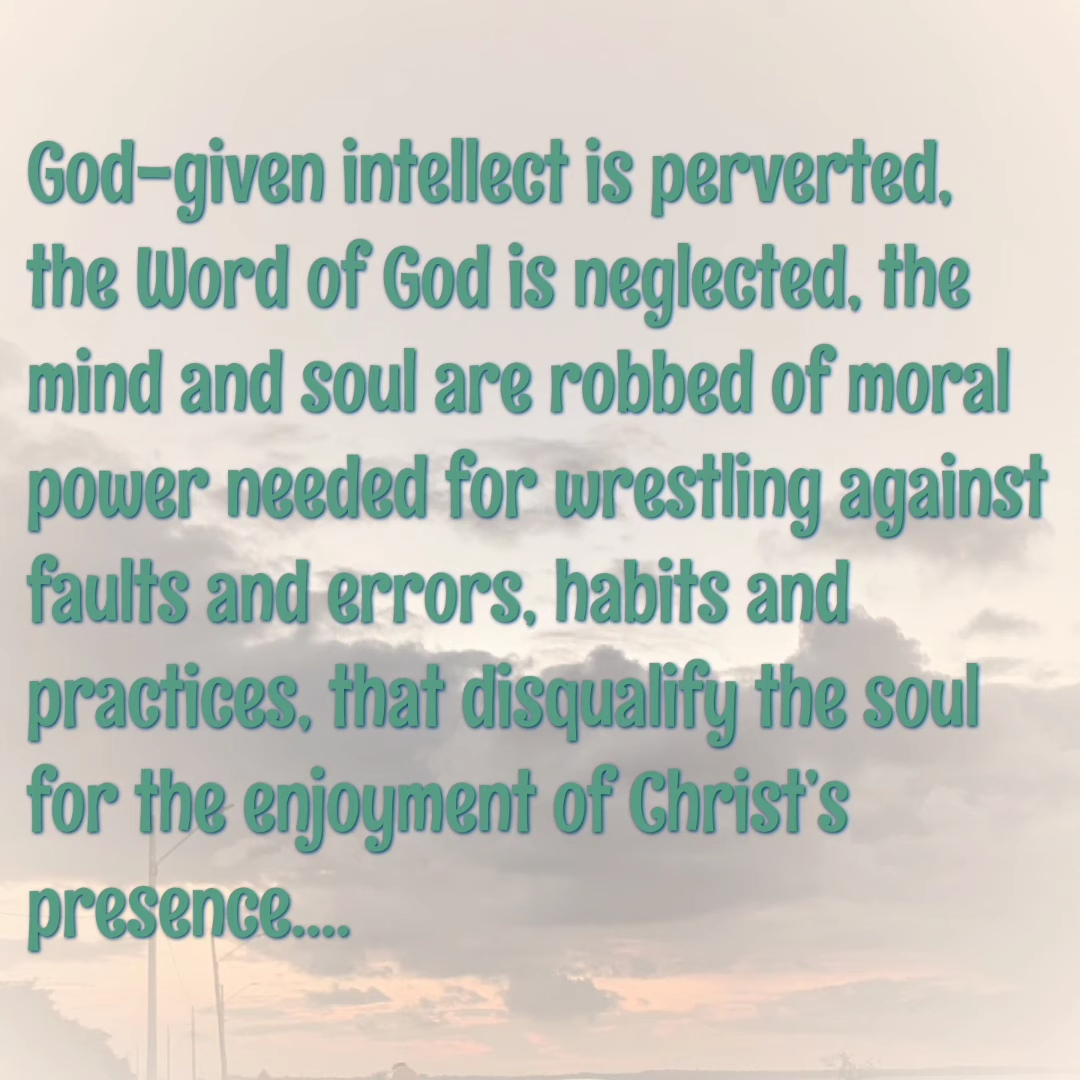 God-given intellect is perverted,
the Word of God is neglected, the
mind and soul are robbed of moral
power needed for wrestling against
faults and errors, habits and
practices, that disqualify the soul
for the enjoyment of Christ's
presence....